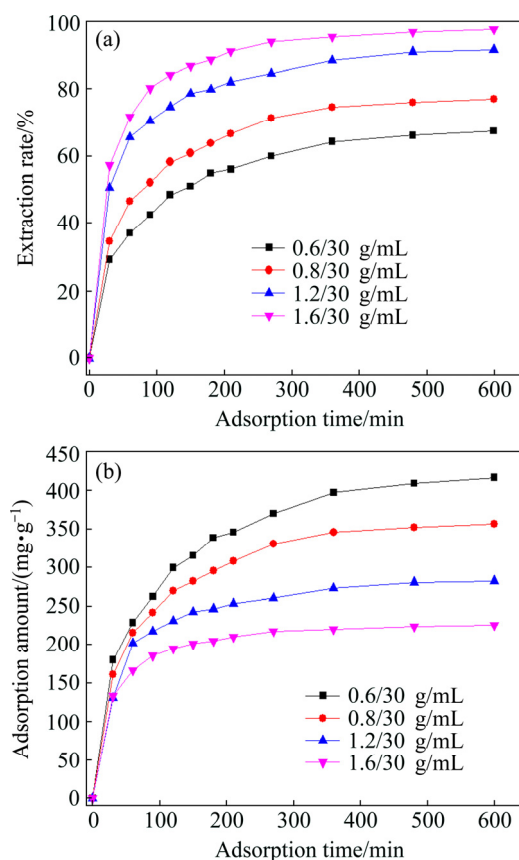 (a)
100
80
60
40
20
0
Extraction rate/%
0.6/30 g/mL
0.8/30 g/mL
1.2/30 g/mL
1.6/30 g/mL
0 100 200 300 400 500 600
Adsorption time/min
(b)
450
400
350
300
250
200
150
100
50
0
Adsorption amount/(mg•g⁻¹)
0.6/30 g/mL
0.8/30 g/mL
1.2/30 g/mL
1.6/30 g/mL
0 100 200 300 400 500 600
Adsorption time/min